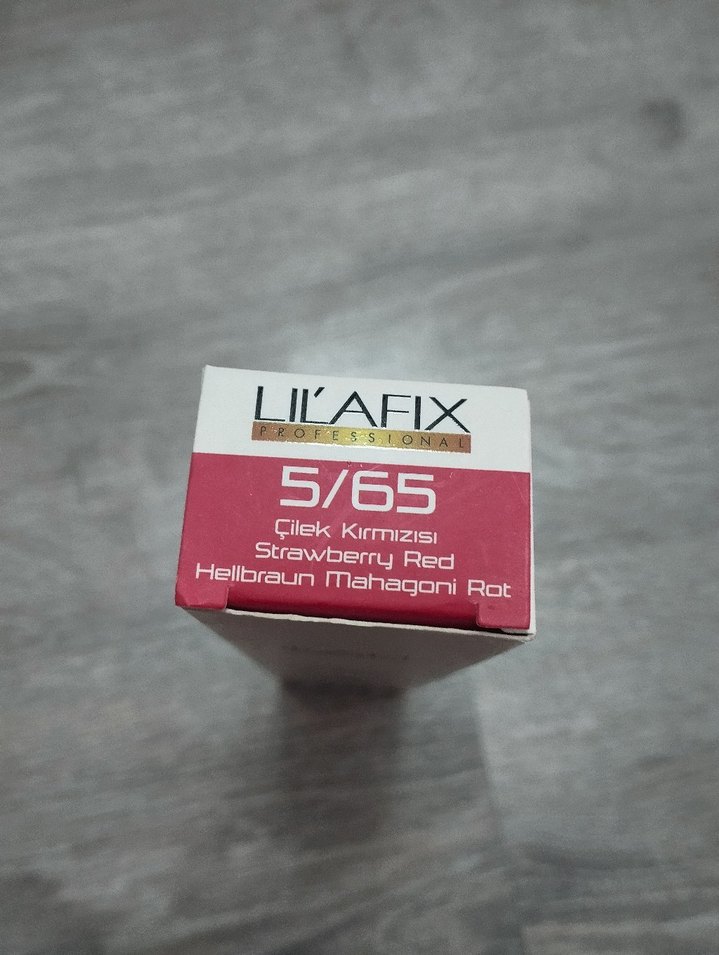 LIL'AFIX
PROFESSIONAL
5/65
Çilek Kırmızısı
Strawberry Red
Hellbraun Mahagoni Rot